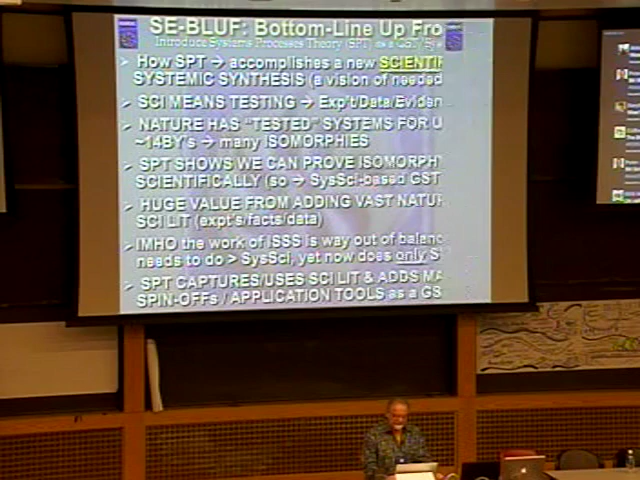 SE-BLUF: Bottom-Line Up Fro
Introduce Systems Processes Theory (SPT) as a GST/S
How SPT → accomplishes a new SCIENTIF
SYSTEMIC SYNTHESIS (a vision of needed
SCI MEANS TESTING → Exp't/Data/Eviden
NATURE HAS "TESTED" SYSTEMS FOR U
~14BY's → many ISOMORPHIES
SPT SHOWS WE CAN PROVE ISOMORPH
SCIENTIFICALLY (so → SysSci-based GST
HUGE VALUE FROM ADDING VAST NATUR
SCI LIT (expt's/facts/data)
IMHO the work of ISSS is way out of balanc
needs to do > SysSci, yet now does only S
SPT CAPTURES/USES SCI LIT & ADDS MA
SPIN-OFFs / APPLICATION TOOLS as a GS